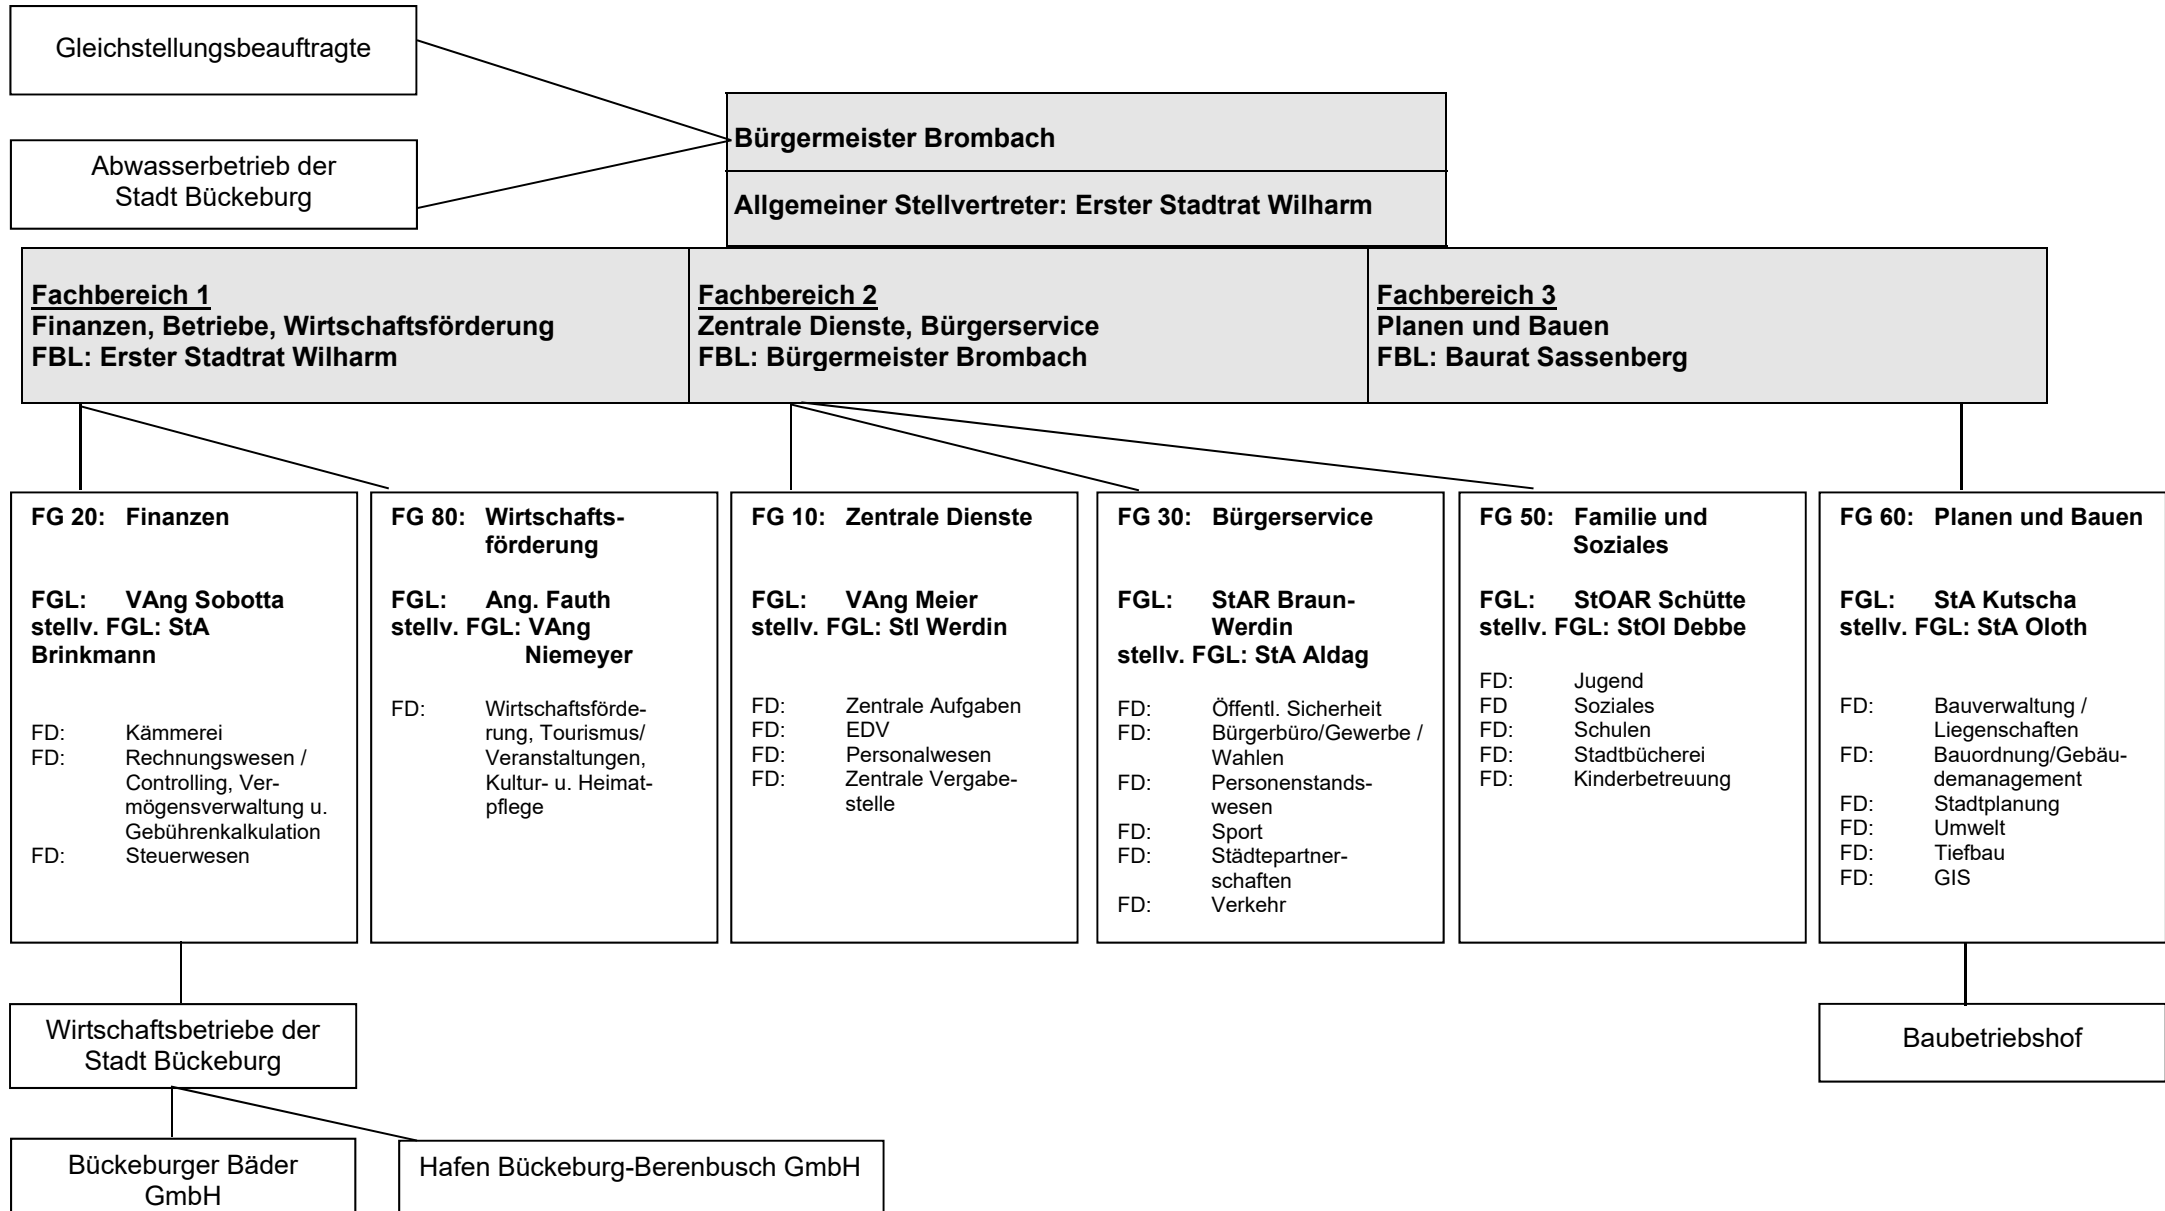 Gleichstellungsbeauftragte
Abwasserbetrieb der
Stadt Bückeburg
Bürgermeister Brombach
Allgemeiner Stellvertreter: Erster Stadtrat Wilharm
Fachbereich 1
Finanzen, Betriebe, Wirtschaftsförderung
FBL: Erster Stadtrat Wilharm
Fachbereich 2
Zentrale Dienste, Bürgerservice
FBL: Bürgermeister Brombach
Fachbereich 3
Planen und Bauen
FBL: Baurat Sassenberg
FG 20: Finanzen
FGL: VAng Sobotta
stellv. FGL: StA
Brinkmann
FD: Kämmerei
FD: Rechnungswesen /
Controlling, Ver-
mögensverwaltung u.
Gebührenkalkulation
FD: Steuerwesen
FG 80: Wirtschafts-
förderung
FGL: Ang. Fauth
stellv. FGL: VAng
Niemeyer
FD: Wirtschaftsförde-
rung, Tourismus/
Veranstaltungen,
Kultur- u. Heimat-
pflege
FG 10: Zentrale Dienste
FGL: VAng Meier
stellv. FGL: StI Werdin
FD: Zentrale Aufgaben
FD: EDV
FD: Personalwesen
FD: Zentrale Vergabe-
stelle
FG 30: Bürgerservice
FGL: StAR Braun-
Werdin
stellv. FGL: StA Aldag
FD: Öffentl. Sicherheit
FD: Bürgerbüro/Gewerbe /
Wahlen
FD: Personenstands-
wesen
FD: Sport
FD: Städtepartner-
schaften
FD: Verkehr
FG 50: Familie und
Soziales
FGL: StOAR Schütte
stellv. FGL: StOI Debbe
FD: Jugend
FD Soziales
FD: Schulen
FD: Stadtbücherei
FD: Kinderbetreuung
FG 60: Planen und Bauen
FGL: StA Kutscha
stellv. FGL: StA Oloth
FD: Bauverwaltung /
Liegenschaften
FD: Bauordnung/Gebäu-
demanagement
FD: Stadtplanung
FD: Umwelt
FD: Tiefbau
FD: GIS
Wirtschaftsbetriebe der
Stadt Bückeburg
Baubetriebshof
Bückeburger Bäder
GmbH
Hafen Bückeburg-Berenbusch GmbH